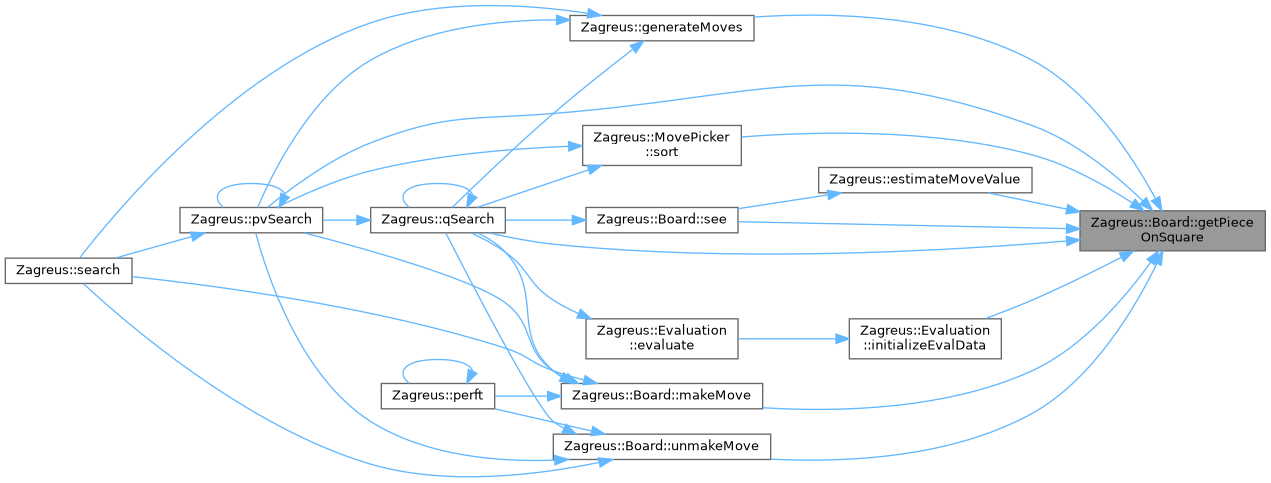 Zagreus::generateMoves
Zagreus::MovePicker
::sort
Zagreus::estimateMoveValue
Zagreus::pvSearch
Zagreus::qSearch
Zagreus::Board::see
Zagreus::Board::getPiece
OnSquare
Zagreus::search
Zagreus::Evaluation
::evaluate
Zagreus::Evaluation
::initializeEvalData
Zagreus::perft
Zagreus::Board::makeMove
Zagreus::Board::unmakeMove